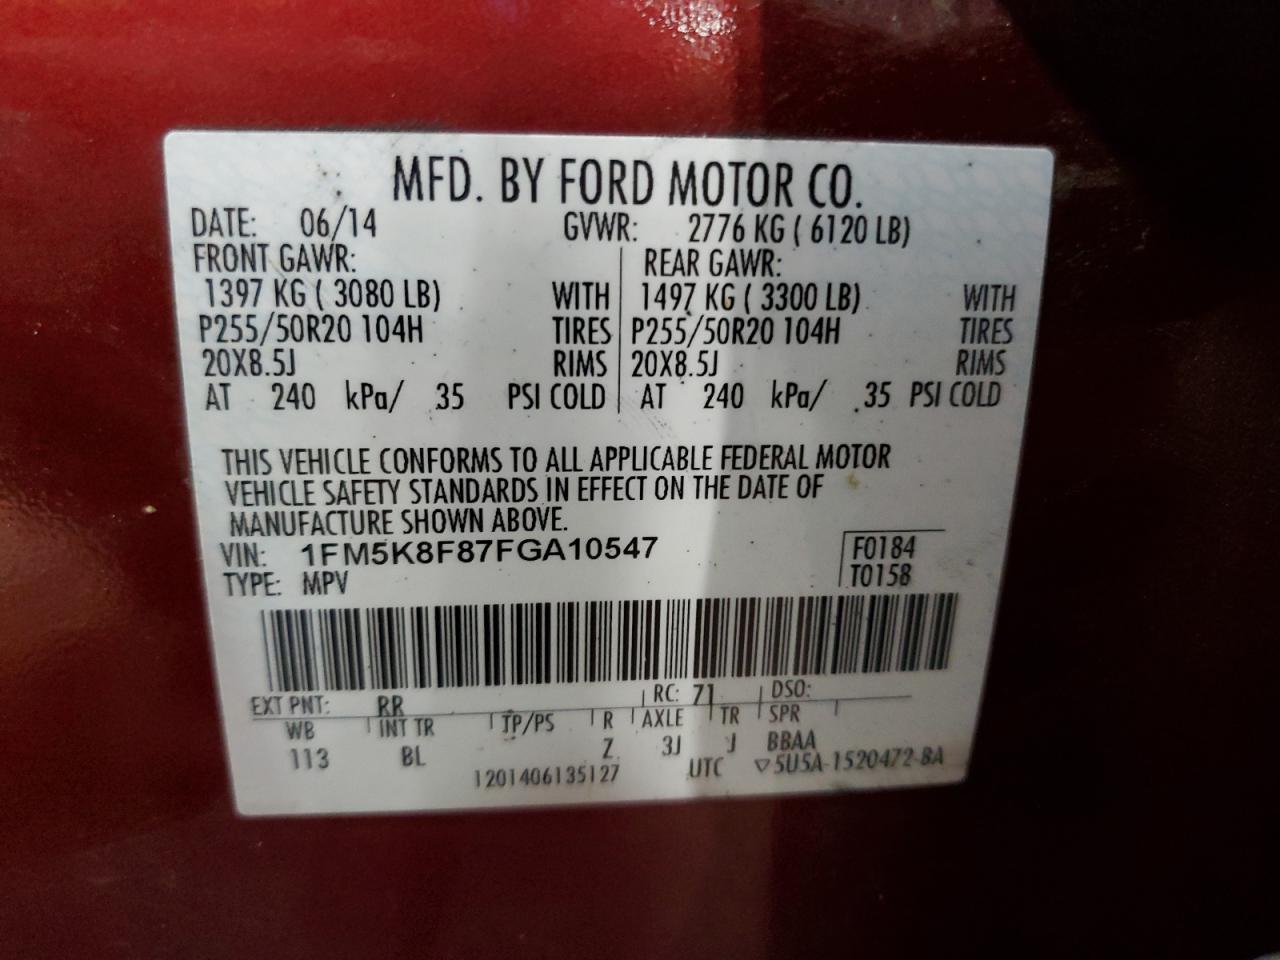 MFD. BY FORD MOTOR CO.
DATE: 06/14 GVWR: 2776 KG ( 6120 LB)
FRONT GAWR: REAR GAWR:
1397 KG ( 3080 LB) WITH 1497 KG ( 3300 LB) WITH
P255/50R20 104H TIRES P255/50R20 104H TIRES
20X8.5J RIMS 20X8.5J RIMS
AT 240 kPa/ 35 PSI COLD AT 240 kPa/ 35 PSI COLD
THIS VEHICLE CONFORMS TO ALL APPLICABLE FEDERAL MOTOR
VEHICLE SAFETY STANDARDS IN EFFECT ON THE DATE OF
MANUFACTURE SHOWN ABOVE.
VIN: 1FM5K8F87FGA10547 F0184
TYPE: MPV T0158
EXT PNT: RR RC: 71 DSO:
WB INT TR TP/PS R AXLE TR SPR
113 BL Z 3J J BBAA
1201406135127 UTC ▽5U5A-1520472-BA